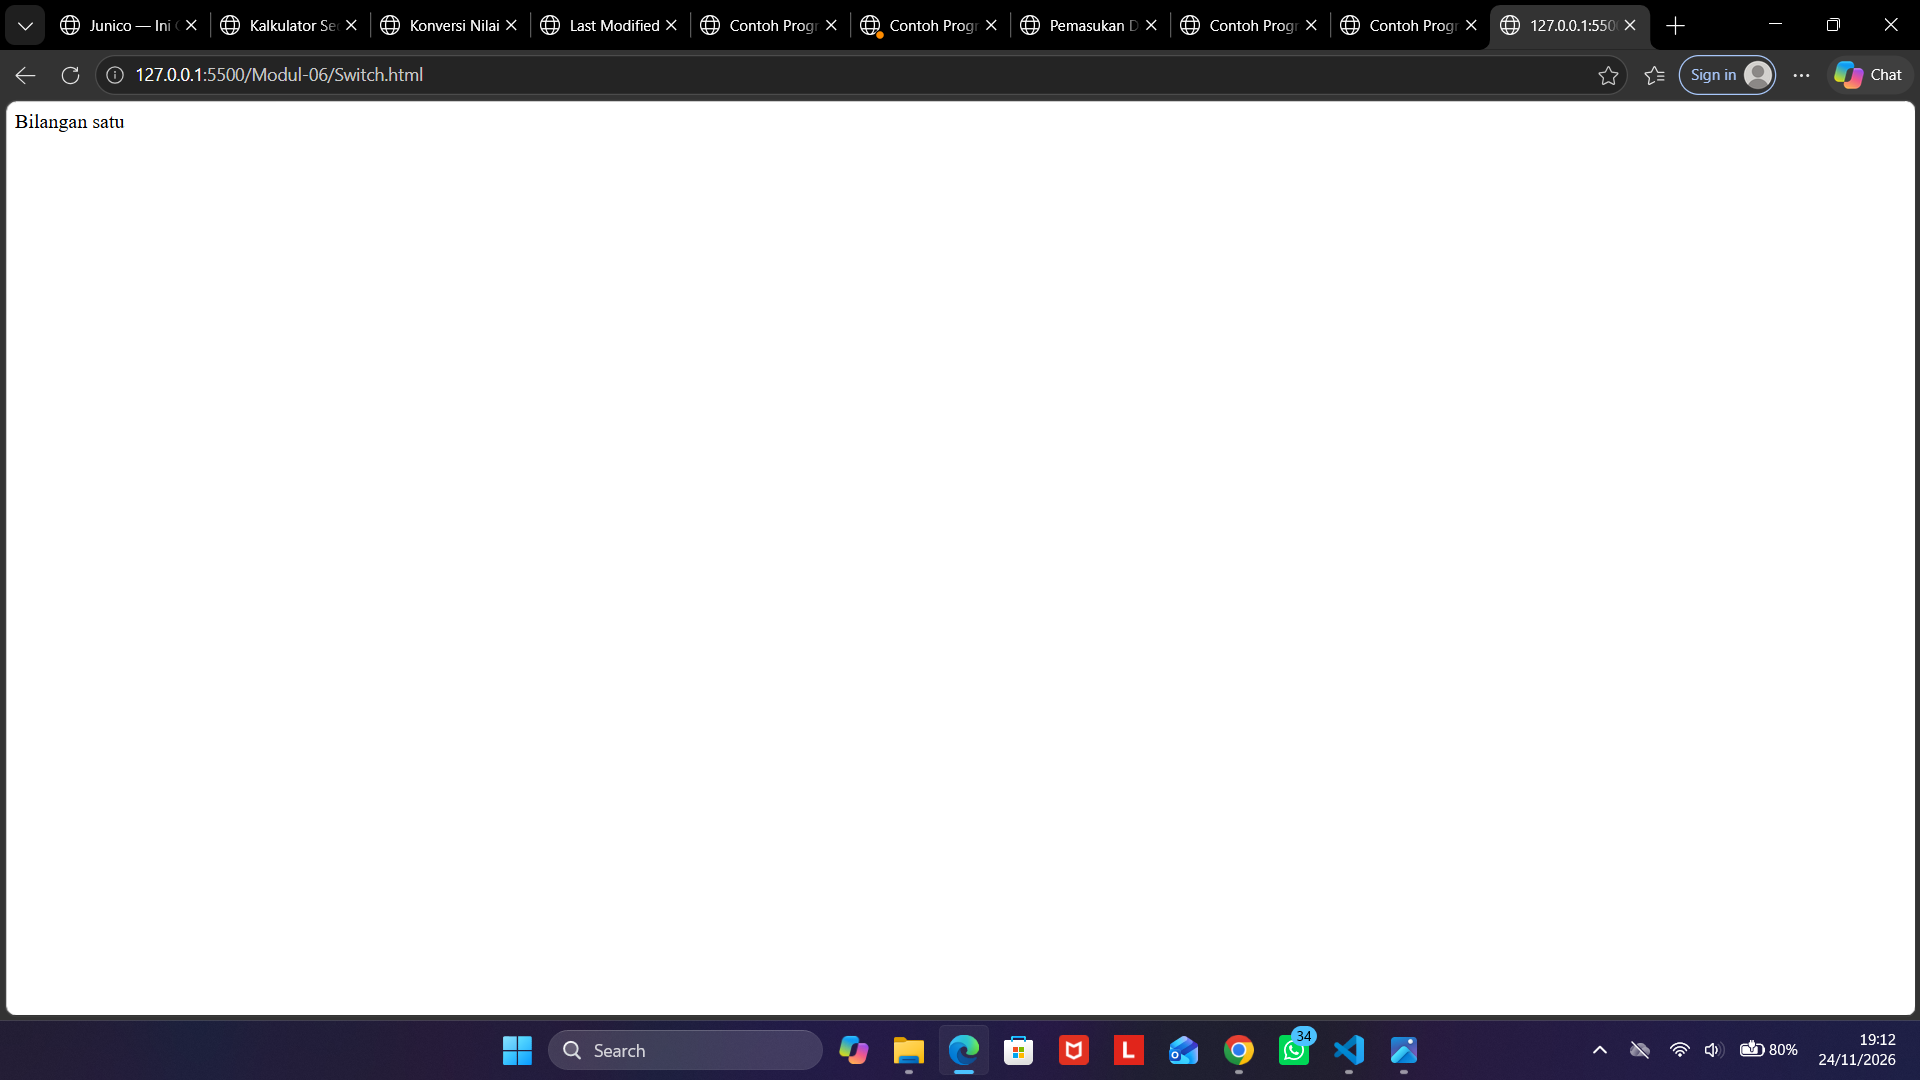 Junico — Ini
Kalkulator Se
Konversi Nilai
Last Modified
Contoh Progr
Contoh Progr
Pemasukan D
Contoh Progr
Contoh Progr
127.0.0.1:550
127.0.0.1:5500/Modul-06/Switch.html
Sign in
Chat
Bilangan satu
Search
L
34
80%
19:12
24/11/2026